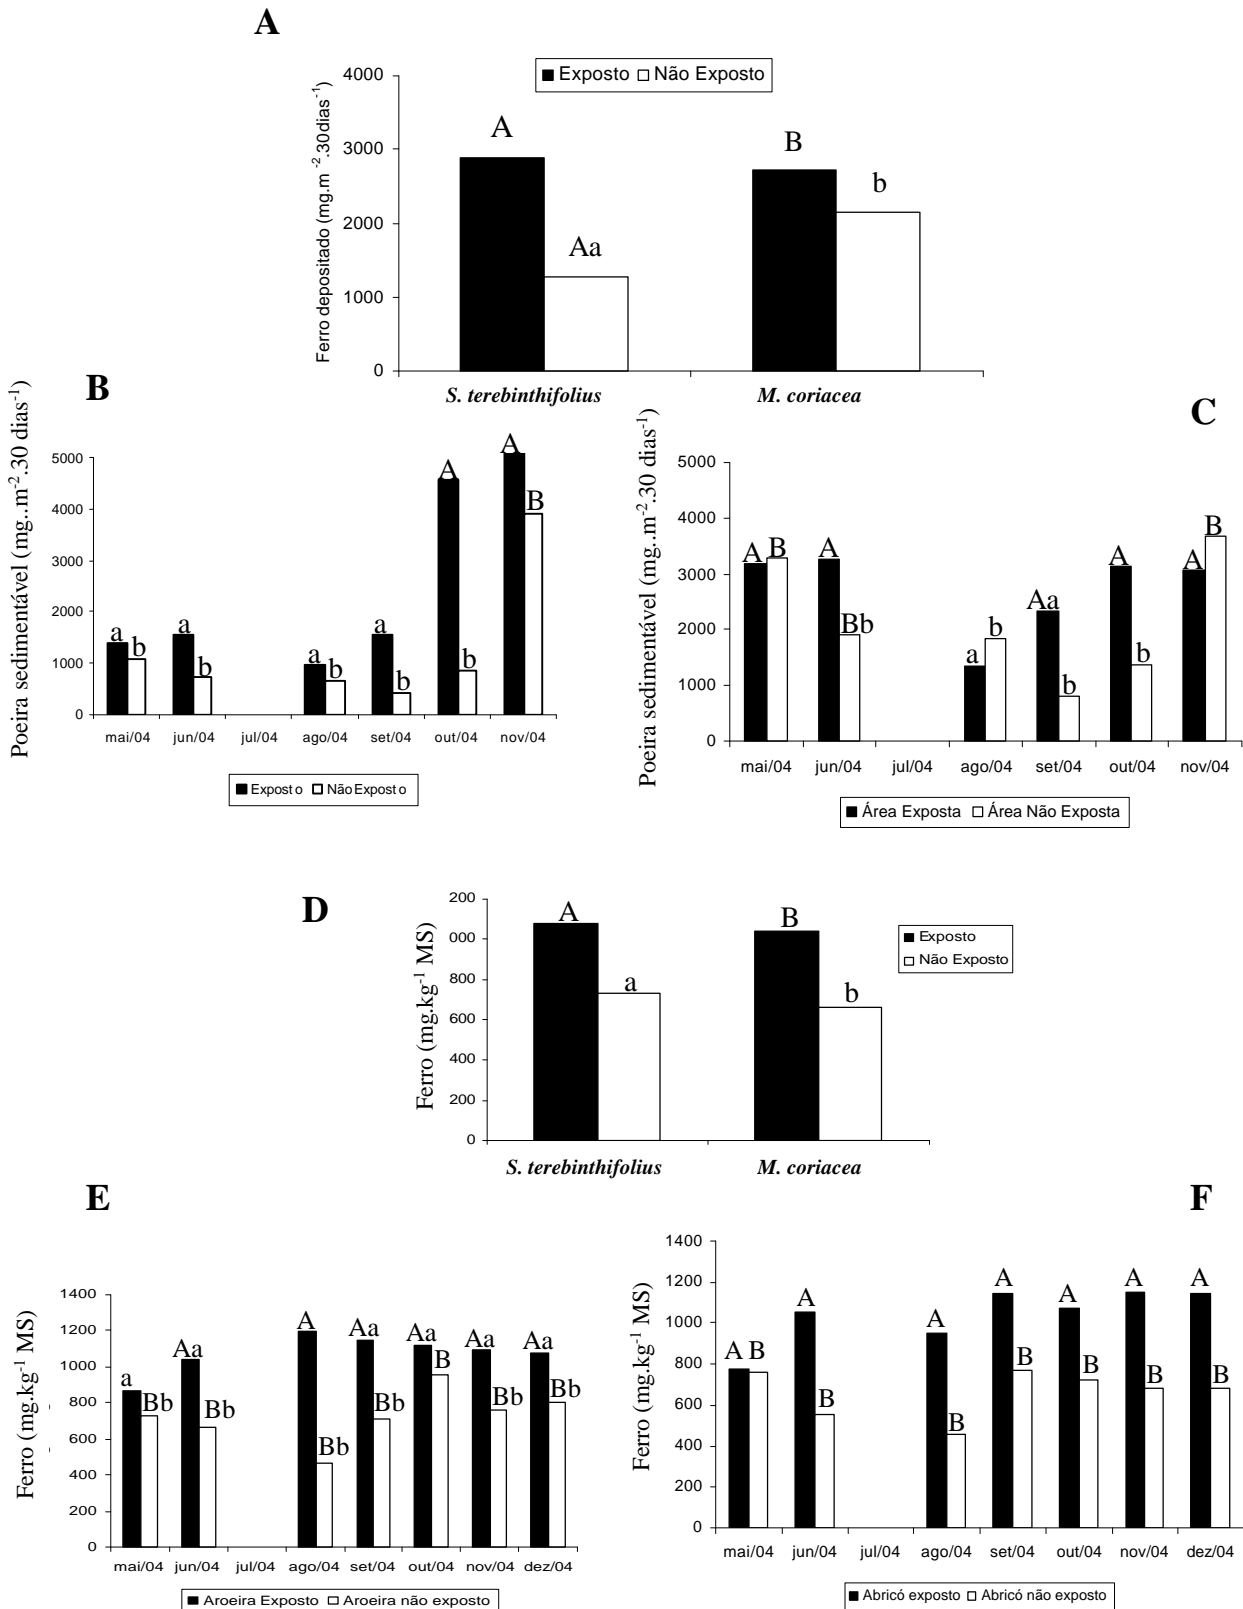 A
Ferro depositado (mg.m-2.30dias-1)
Exposto Não Exposto
4000
3000
2000
1000
0
A
Aa
B
b
S. terebinthifolius M. coriacea
B
Poeira sedimentável (mg..m-2.30 dias-1)
5000
4000
3000
2000
1000
0
a b a b a b a b A b A B
mai/04 jun/04 jul/04 ago/04 set/04 out/04 nov/04
Exposto Não Exposto
C
Poeira sedimentável (mg..m-2.30 dias-1)
5000
4000
3000
2000
1000
0
A B A Bb a b Aa b A b A B
mai/04 jun/04 jul/04 ago/04 set/04 out/04 nov/04
Área Exposta Área Não Exposta
D
Ferro (mg.kg-1 MS)
200
000
800
600
400
200
0
A a B b
Exposto
Não Exposto
S. terebinthifolius M. coriacea
E
Ferro (mg.kg-1 MS)
1400
1200
1000
800
600
400
200
0
a Bb Aa Bb A Bb Aa Bb Aa B Aa Bb Aa Bb
mai/04 jun/04 jul/04 ago/04 set/04 out/04 nov/04 dez/04
Aroeira Exposto Aroeira não exposto
F
Ferro (mg.kg-1 MS)
1400
1200
1000
800
600
400
200
0
A B A B A B A B A B A B A B
mai/04 jun/04 jul/04 ago/04 set/04 out/04 nov/04 dez/04
Abricó exposto Abricó não exposto